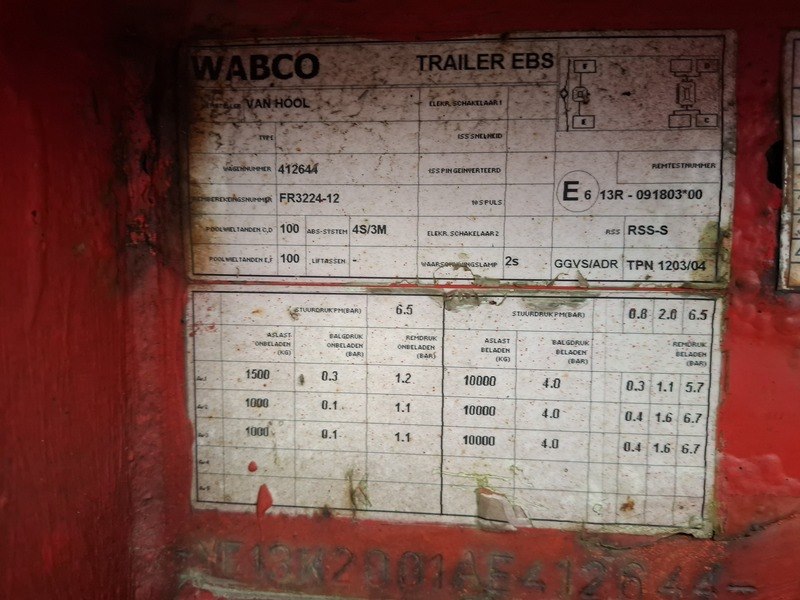 WABCO TRAILER EBS
VAN HOOL ELEKR. SCHAKELAAR 1
TYPE ISS SNELHEID
WAGENNUMMER 412644 ISS PIN GEINVERTEERD REMTESTNUMMER
FR3224-12 E 6 13R - 091803*00
POOLWIELTANDEN C,D 100 ABS-SYSTEEM 4S/3M ELEKR. SCHAKELAAR 2 RSS RSS-S
POOLWIELTANDEN E,F 100 LIFTASSEN - 2s GGVS/ADR TPN 1203/04
STUURDRUK PM(BAR) 6.5 STUURDRUK PM(BAR) 0.8 2.0 6.5
ASLAST ONBELADEN (KG) BALGDRUK ONBELADEN (BAR) REMDRUK ONBELADEN (BAR) ASLAST BELADEN (KG) BALGDRUK BELADEN (BAR) REMDRUK BELADEN (BAR)
1500 0.3 1.2 10000 4.0 0.3 1.1 5.7
1000 0.1 1.1 10000 4.0 0.4 1.6 6.7
1000 0.1 1.1 10000 4.0 0.4 1.6 6.7